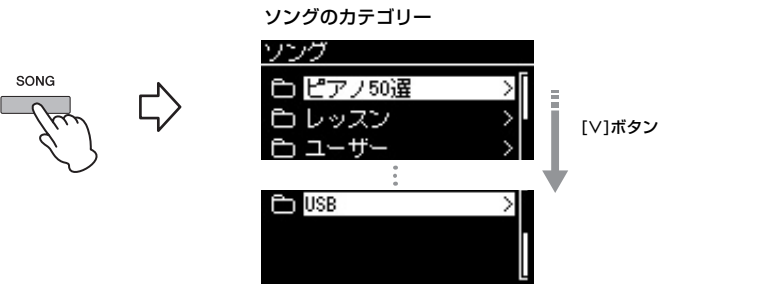 ソングのカテゴリー
SONG
ソング
ピアノ50選
レッスン
ユーザー
USB
[∨]ボタン